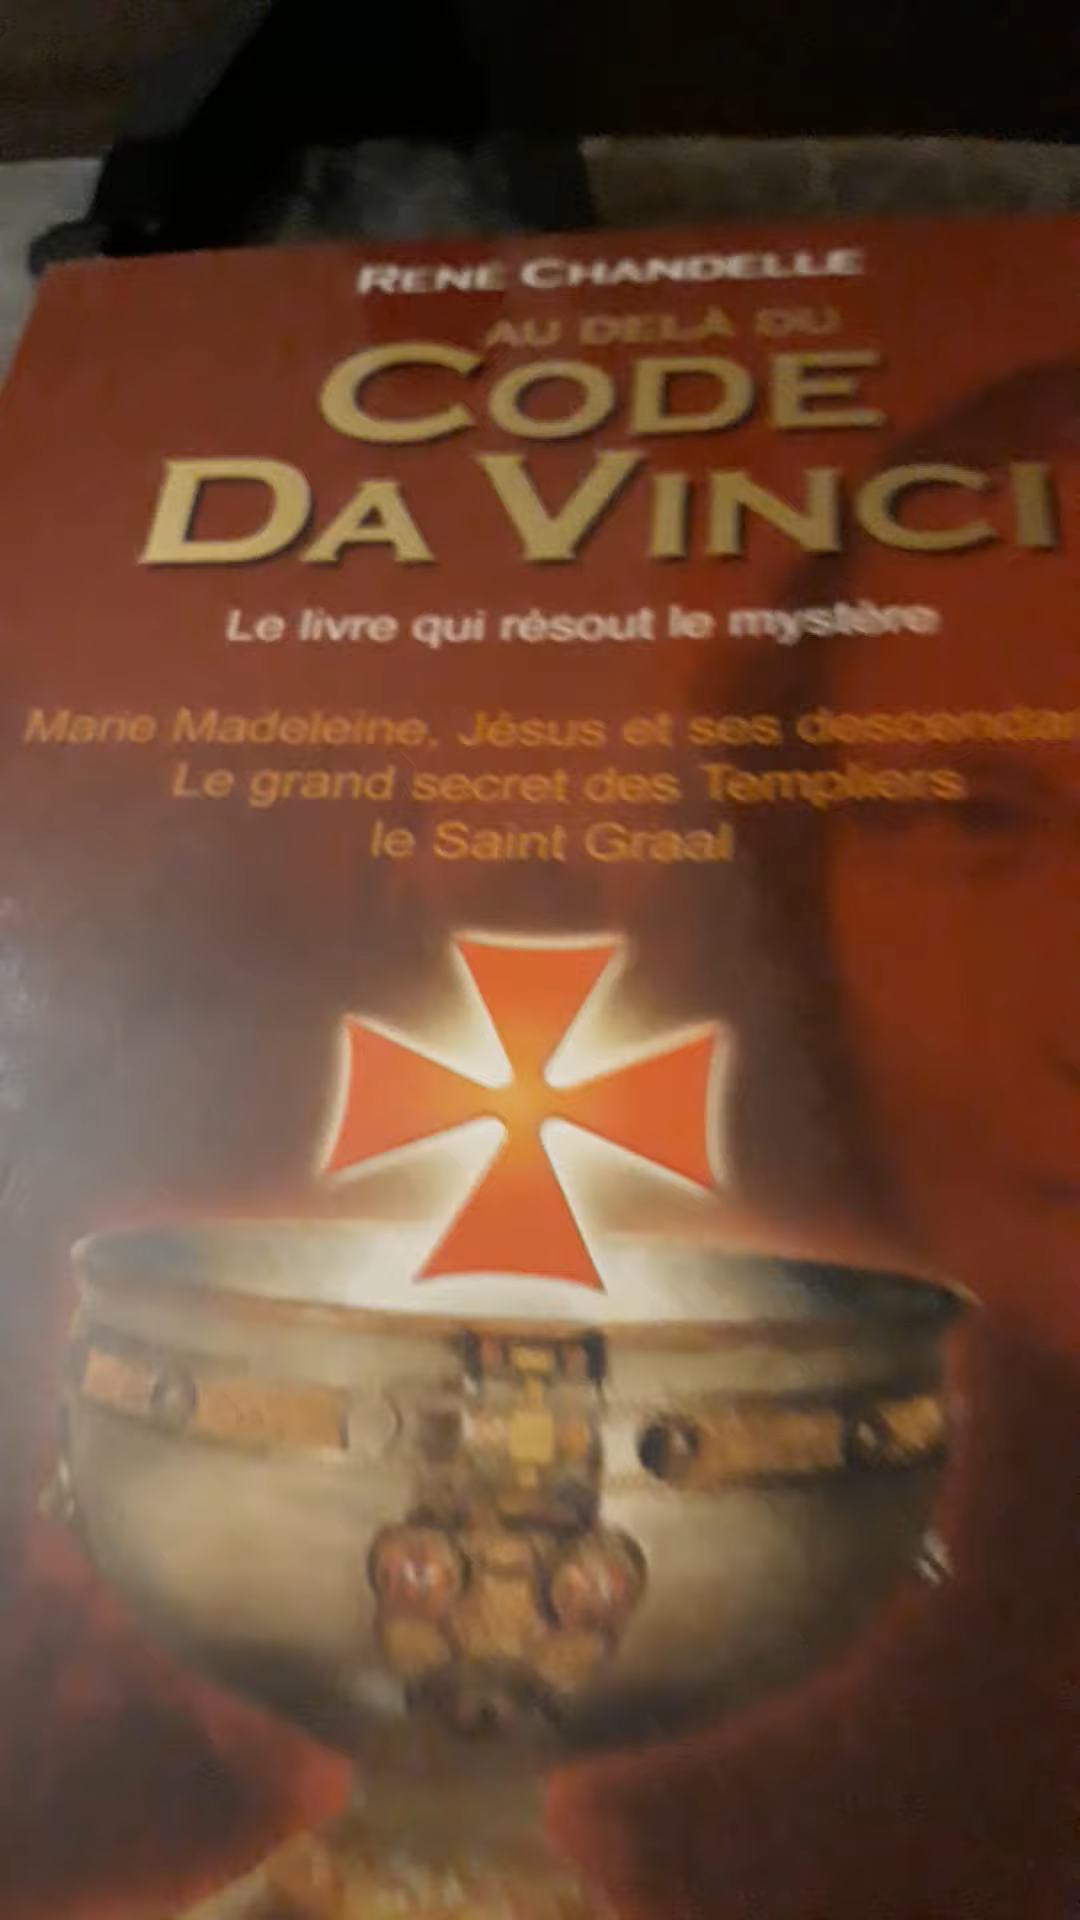 RENÉ CHANDELLE
AU DELÀ DU
CODE
DA VINCI
Le livre qui résout le mystère
Marie Madeleine, Jésus et ses
Le grand secret des Templiers
le Saint Graal